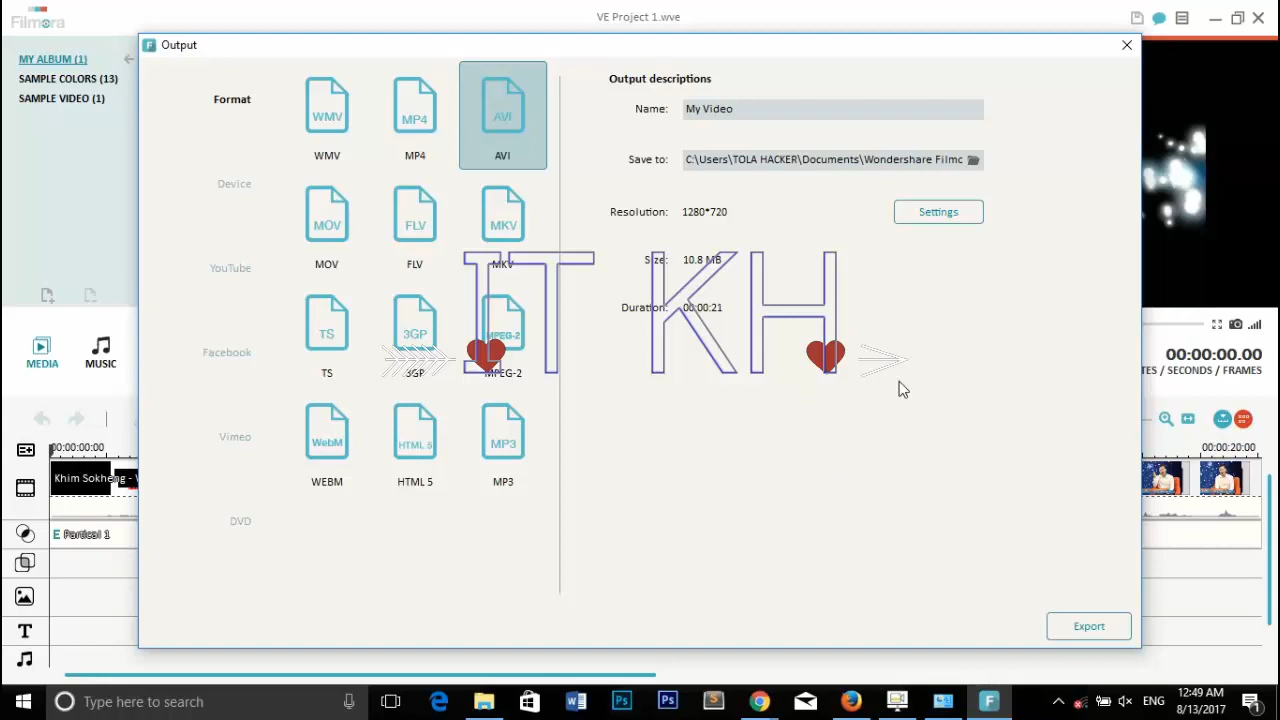 Filmora
VE Project 1.wve
MY ALBUM (1)
SAMPLE COLORS (13)
SAMPLE VIDEO (1)
MEDIA
MUSIC
F Output
Format
Device
YouTube
Facebook
Vimeo
DVD
WMV MP4 AVI
WMV MP4 AVI
MOV FLV MKV
MOV FLV MKV
TS 3GP MPEG-2
TS 3GP MPEG-2
WebM HTML 5 MP3
WEBM HTML 5 MP3
Output descriptions
Name: My Video
Save to: C:\Users\TOLA HACKER\Documents\Wondershare Filmc
Resolution: 1280*720
Settings
Size: 10.8 MB
Duration: 00:00:21
IT KH
Export
00:00:00.00
TES / SECONDS / FRAMES
00:00:00:00
00:00:20:00
Khim Sokheng - V
E Partical 1
T
Type here to search
ENG
12:49 AM
8/13/2017